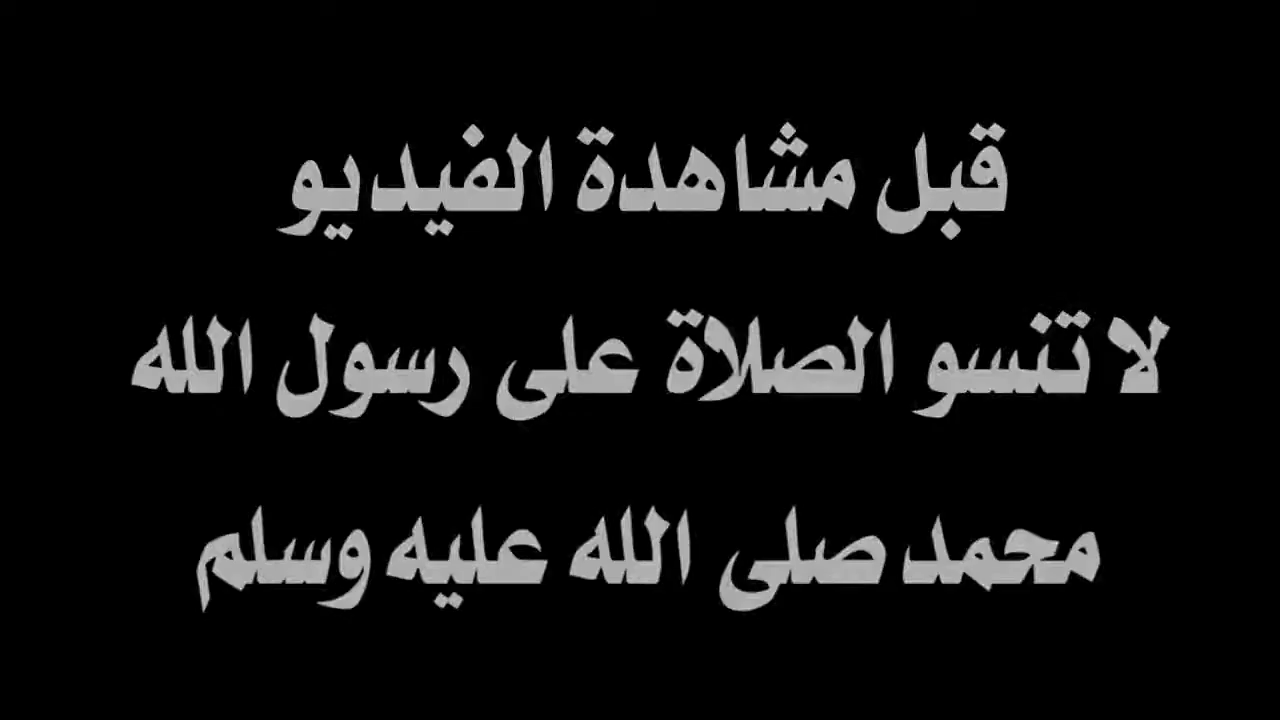 قبل مشاهدة الفيديو
لا تنسو الصلاة على رسول الله
محمد صلى الله عليه وسلم